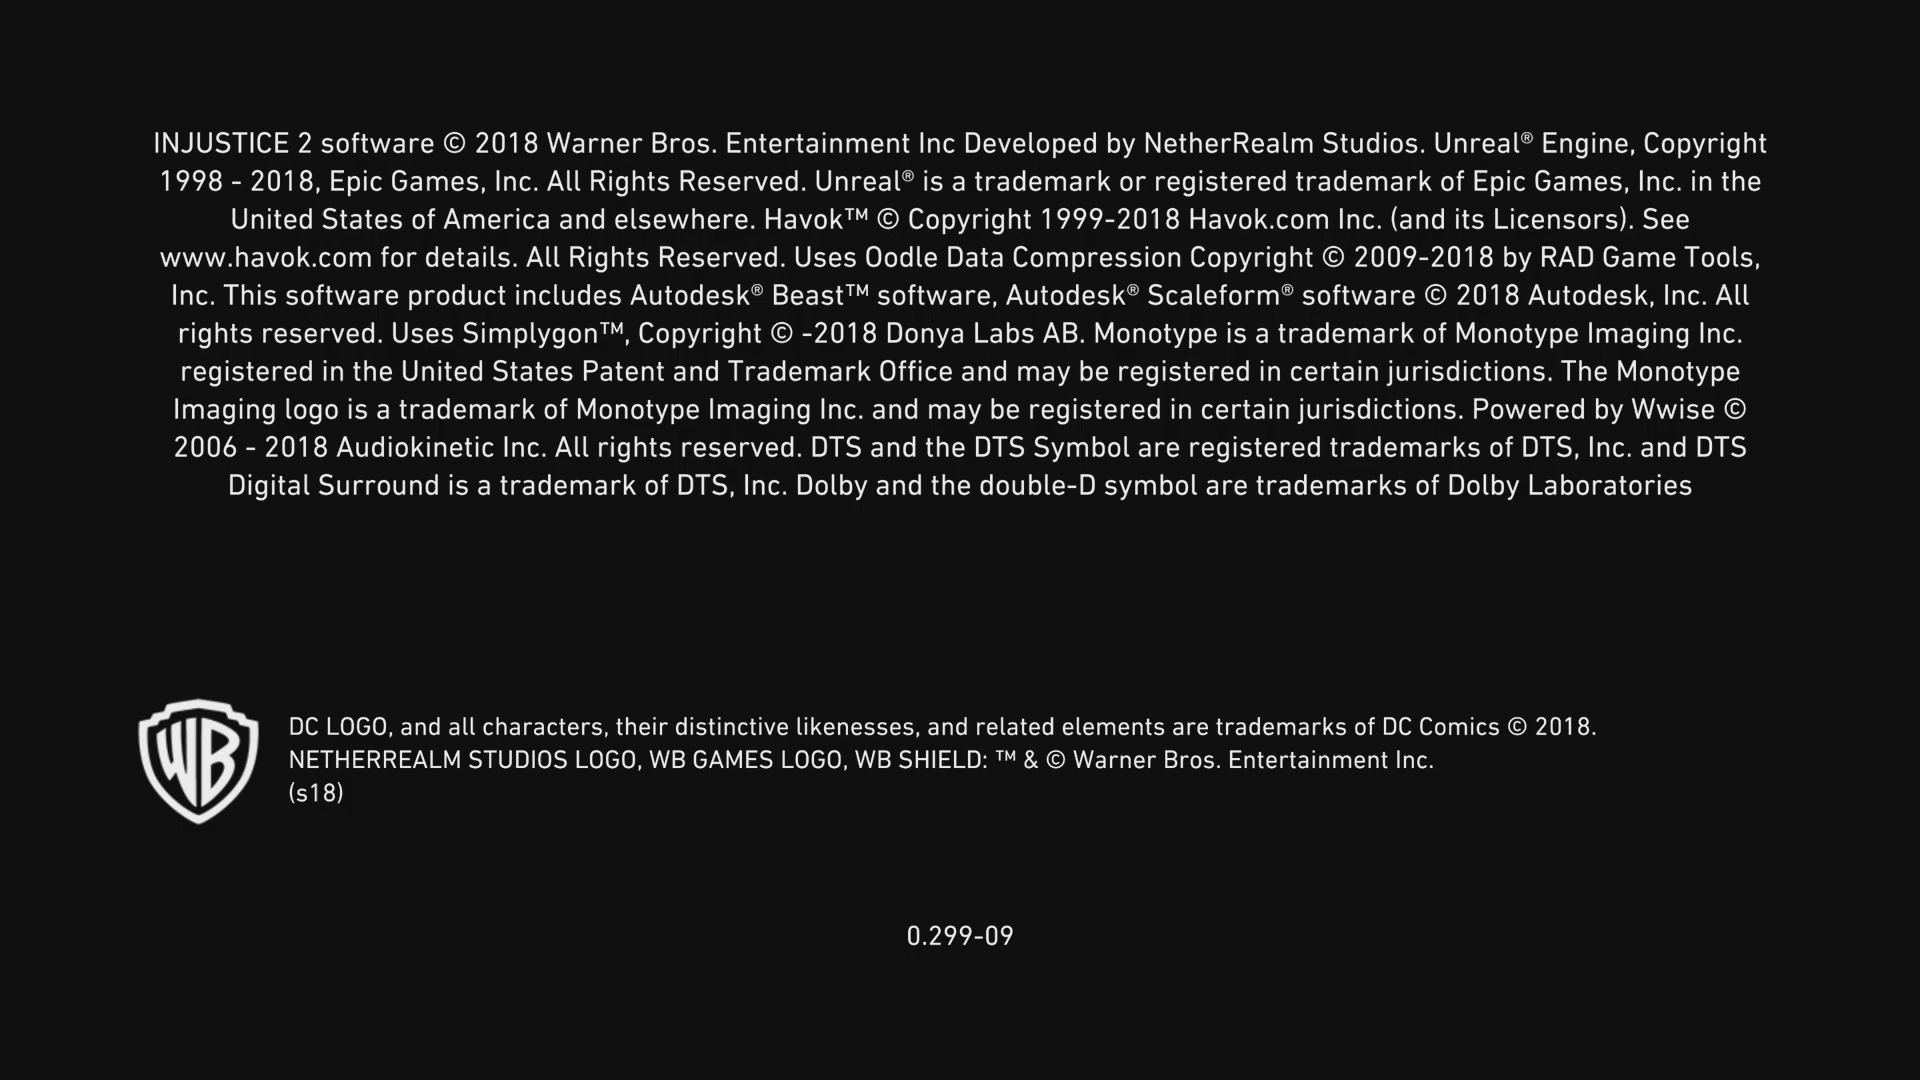 INJUSTICE 2 software © 2018 Warner Bros. Entertainment Inc Developed by NetherRealm Studios. Unreal® Engine, Copyright
1998 - 2018, Epic Games, Inc. All Rights Reserved. Unreal® is a trademark or registered trademark of Epic Games, Inc. in the
United States of America and elsewhere. Havok™ © Copyright 1999-2018 Havok.com Inc. (and its Licensors). See
www.havok.com for details. All Rights Reserved. Uses Oodle Data Compression Copyright © 2009-2018 by RAD Game Tools,
Inc. This software product includes Autodesk® Beast™ software, Autodesk® Scaleform® software © 2018 Autodesk, Inc. All
rights reserved. Uses Simplygon™, Copyright © -2018 Donya Labs AB. Monotype is a trademark of Monotype Imaging Inc.
registered in the United States Patent and Trademark Office and may be registered in certain jurisdictions. The Monotype
Imaging logo is a trademark of Monotype Imaging Inc. and may be registered in certain jurisdictions. Powered by Wwise ©
2006 - 2018 Audiokinetic Inc. All rights reserved. DTS and the DTS Symbol are registered trademarks of DTS, Inc. and DTS
Digital Surround is a trademark of DTS, Inc. Dolby and the double-D symbol are trademarks of Dolby Laboratories
WB
DC LOGO, and all characters, their distinctive likenesses, and related elements are trademarks of DC Comics © 2018.
NETHERREALM STUDIOS LOGO, WB GAMES LOGO, WB SHIELD: ™ & © Warner Bros. Entertainment Inc.
(s18)
0.299-09